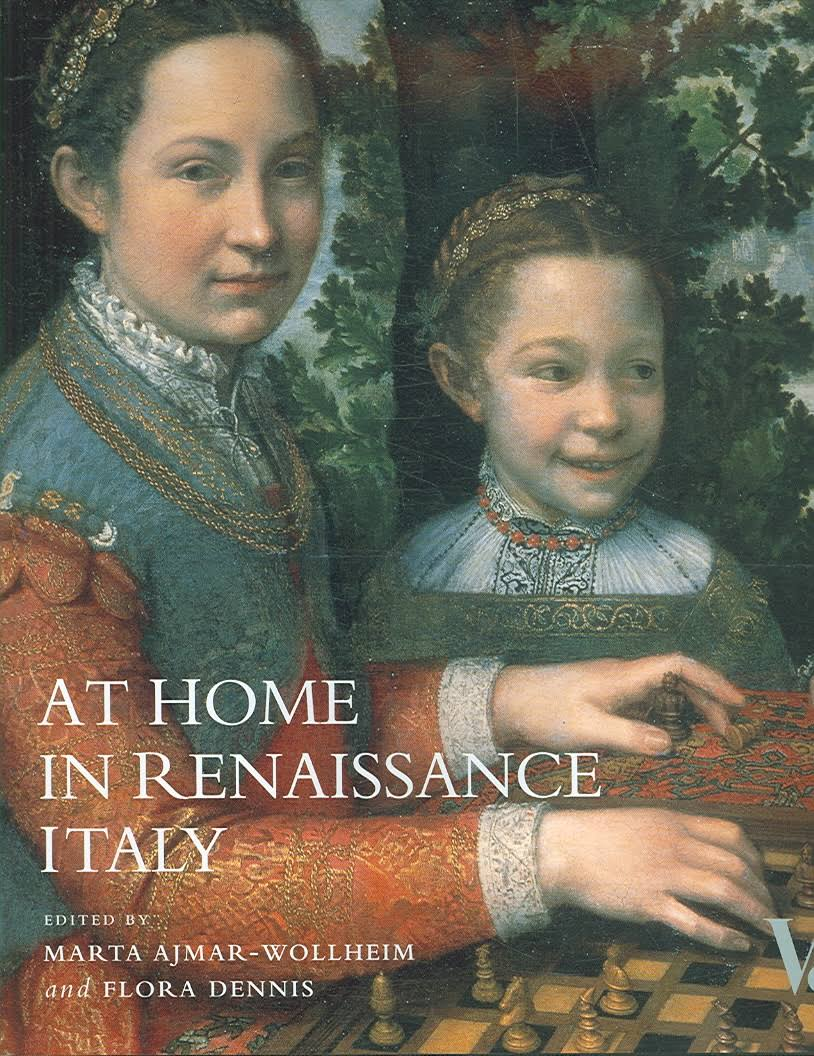 AT HOME
IN RENAISSANCE
ITALY
EDITED BY
MARTA AJMAR-WOLLHEIM
and FLORA DENNIS